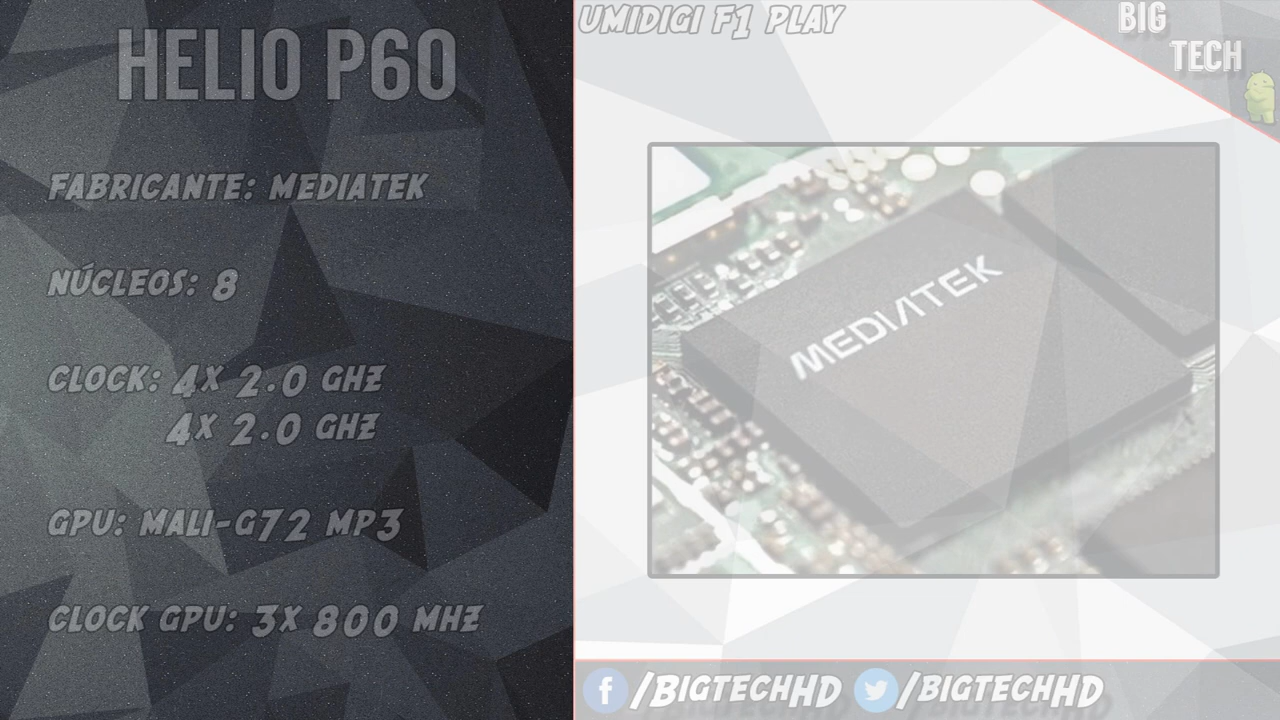 HELIO P60
FABRICANTE: MEDIATEK
NÚCLEOS: 8
CLOCK: 4X 2.0 GHZ
4X 2.0 GHZ
GPU: MALI-G72 MP3
CLOCK GPU: 3X 800 MHZ
UMIDIGI F1 PLAY
BIG
TECH
MEDIATEK
/BIGTECHHD /BIGTECHHD